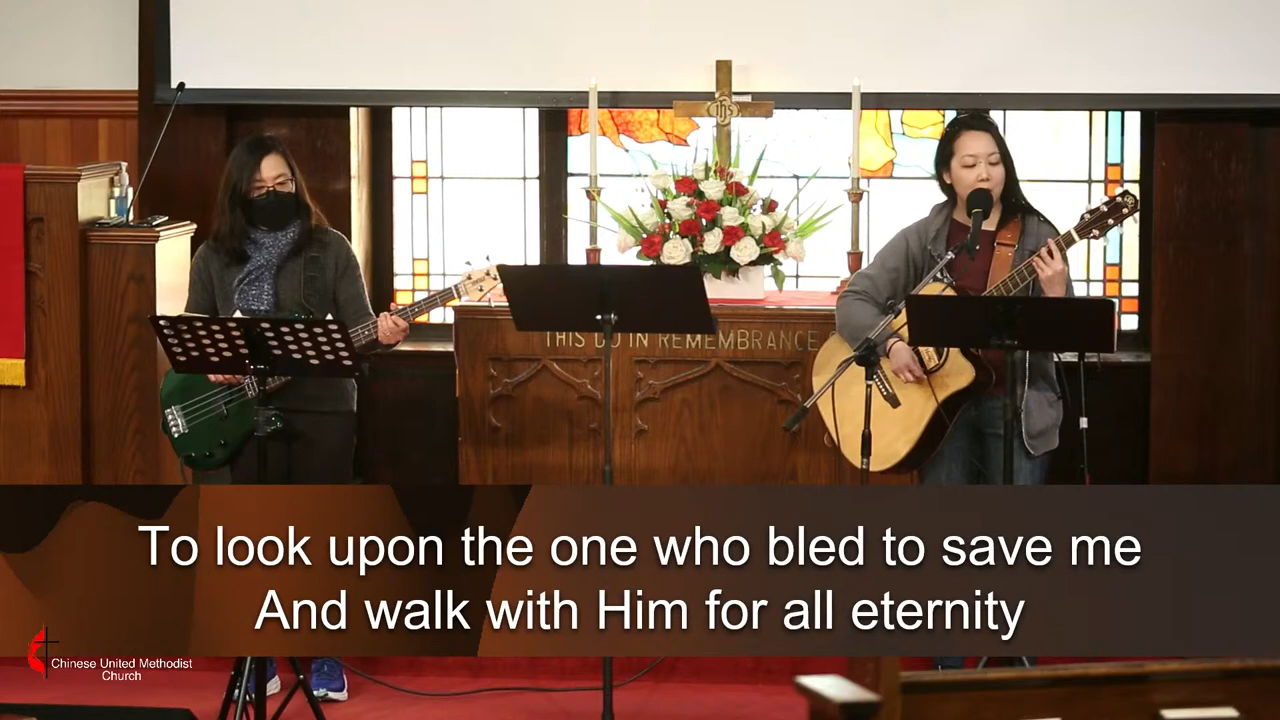 IHS
THIS DO IN REMEMBRANCE
To look upon the one who bled to save me
And walk with Him for all eternity
Chinese United Methodist
Church